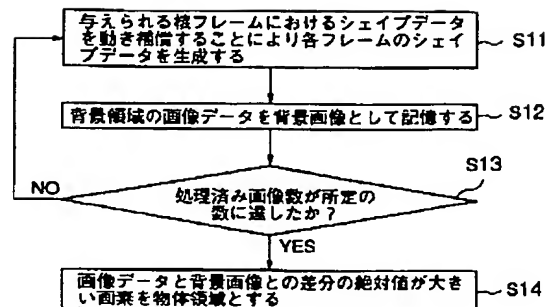 与えられる核フレームにおけるシェイプデータ
を動き補償することにより各フレームのシェイ
プデータを生成する
S11
背景領域の画像データを背景画像として記憶する
S12
S13
処理済み画像数が所定の
数に達したか?
NO
YES
画像データと背景画像との差分の絶対値が大き
い画素を物体領域とする
S14